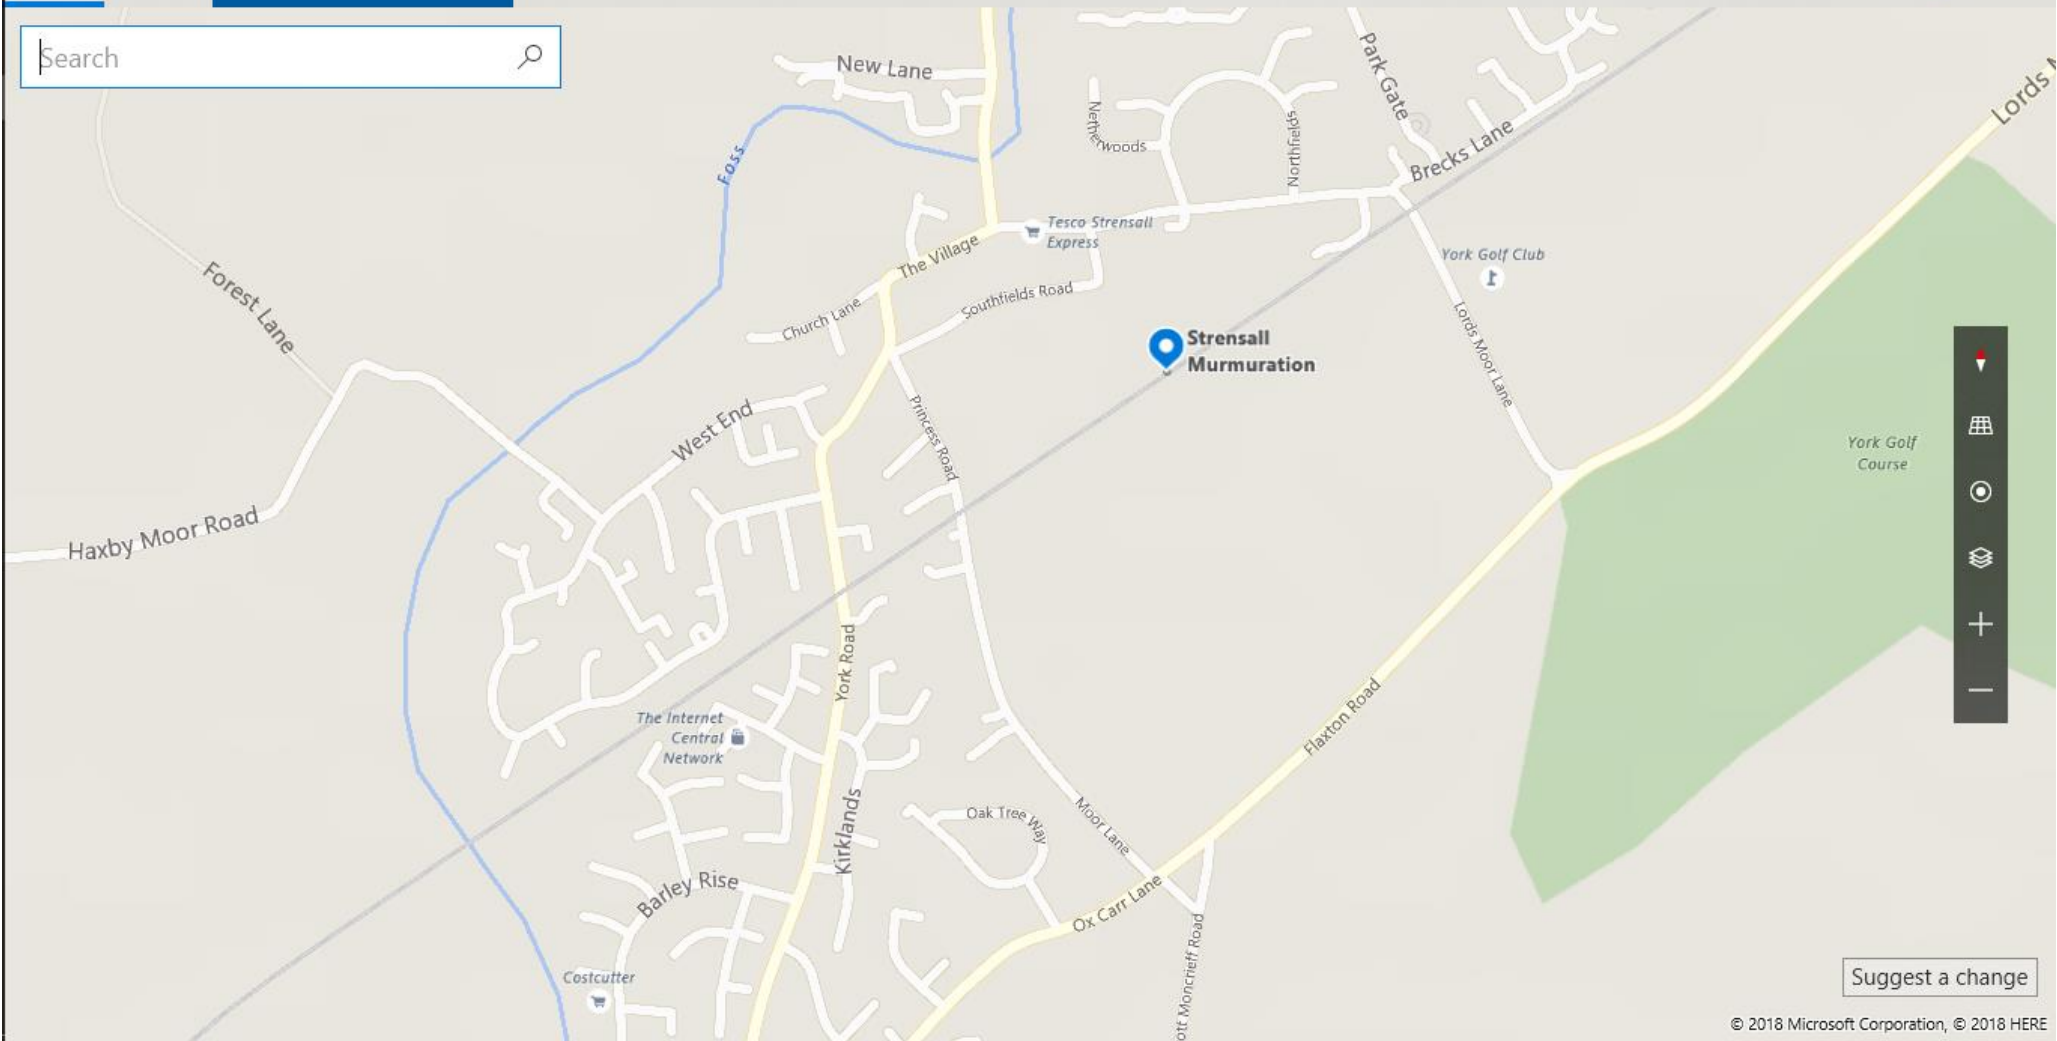 Search
New Lane
Park Gate
Lords
Netherwoods
Northfields
Brecks Lane
Foss
Tesco Strensall
Express
The Village
York Golf Club
Forest Lane
Southfields Road
Church Lane
Lords Moor Lane
Strensall
Murmuration
Princess Road
West End
York Golf
Course
Haxby Moor Road
York Road
Flaxton Road
The Internet
Central
Network
Oak Tree Way
Moor Lane
Kirklands
Barley Rise
Ox Carr Lane
ott Moncrieff Road
Costcutter
Suggest a change
© 2018 Microsoft Corporation, © 2018 HERE